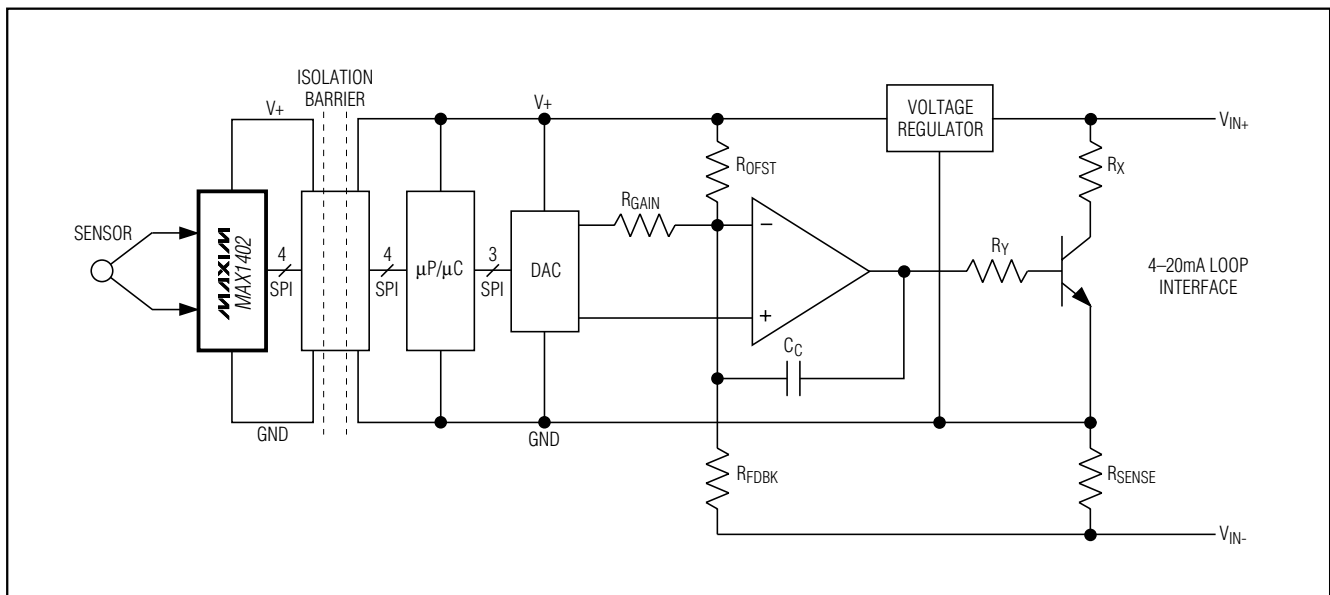 ISOLATION
BARRIER
V+
V+
VOLTAGE
REGULATOR
VIN+
ROFST
RX
RGAIN
SENSOR
MAXIM
MAX1402
4
SPI
4
SPI
µP/µC
3
SPI
DAC
−
+
RY
4–20mA LOOP
INTERFACE
CC
GND
GND
RFDBK
RSENSE
VIN-